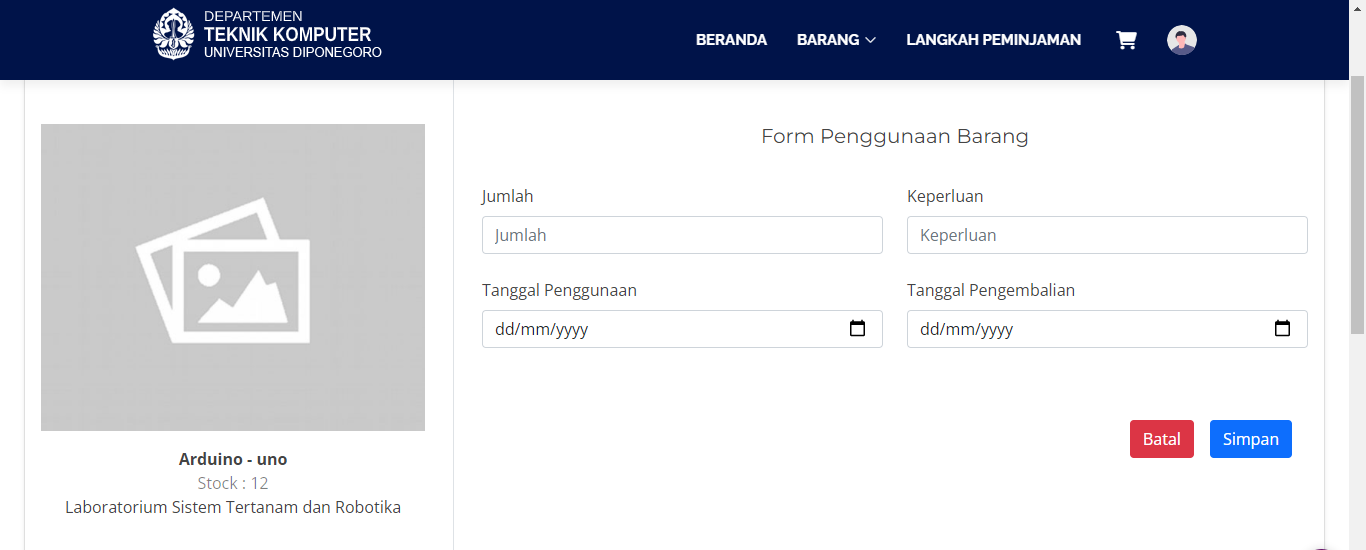 DEPARTEMEN
TEKNIK KOMPUTER
UNIVERSITAS DIPONEGORO
BERANDA
BARANG
LANGKAH PEMINJAMAN
Form Penggunaan Barang
Jumlah
Keperluan
Jumlah
Keperluan
Tanggal Penggunaan
Tanggal Pengembalian
dd/mm/yyyy
dd/mm/yyyy
Batal
Simpan
Arduino - uno
Stock : 12
Laboratorium Sistem Tertanam dan Robotika